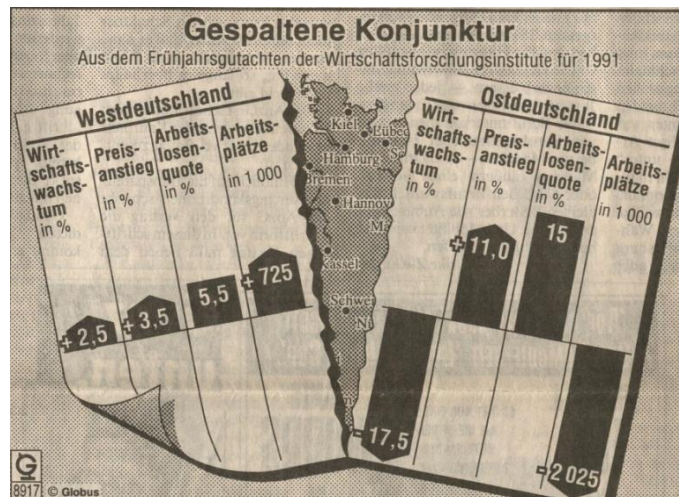 Gespaltene Konjunktur
Aus dem Frühjahrsgutachten der Wirtschaftsforschungsinstitute für 1991
Westdeutschland
Wirt-
schafts-
wachs-
tum
in %
Preis-
anstieg
in %
Arbeits-
losen-
quote
in %
Arbeits-
plätze
in 1 000
+ 2,5
+ 3,5
5,5
+ 725
Kiel
Lübec
Hamburg
Bremen
Hannov
Ma
Kassel
Schwer
Ni
Ostdeutschland
Wirt-
schafts-
wachs-
tum
in %
Preis-
anstieg
in %
Arbeits-
losen-
quote
in %
Arbeits-
plätze
in 1 000
- 17,5
+ 11,0
15
- 2 025
G
8917 © Globus